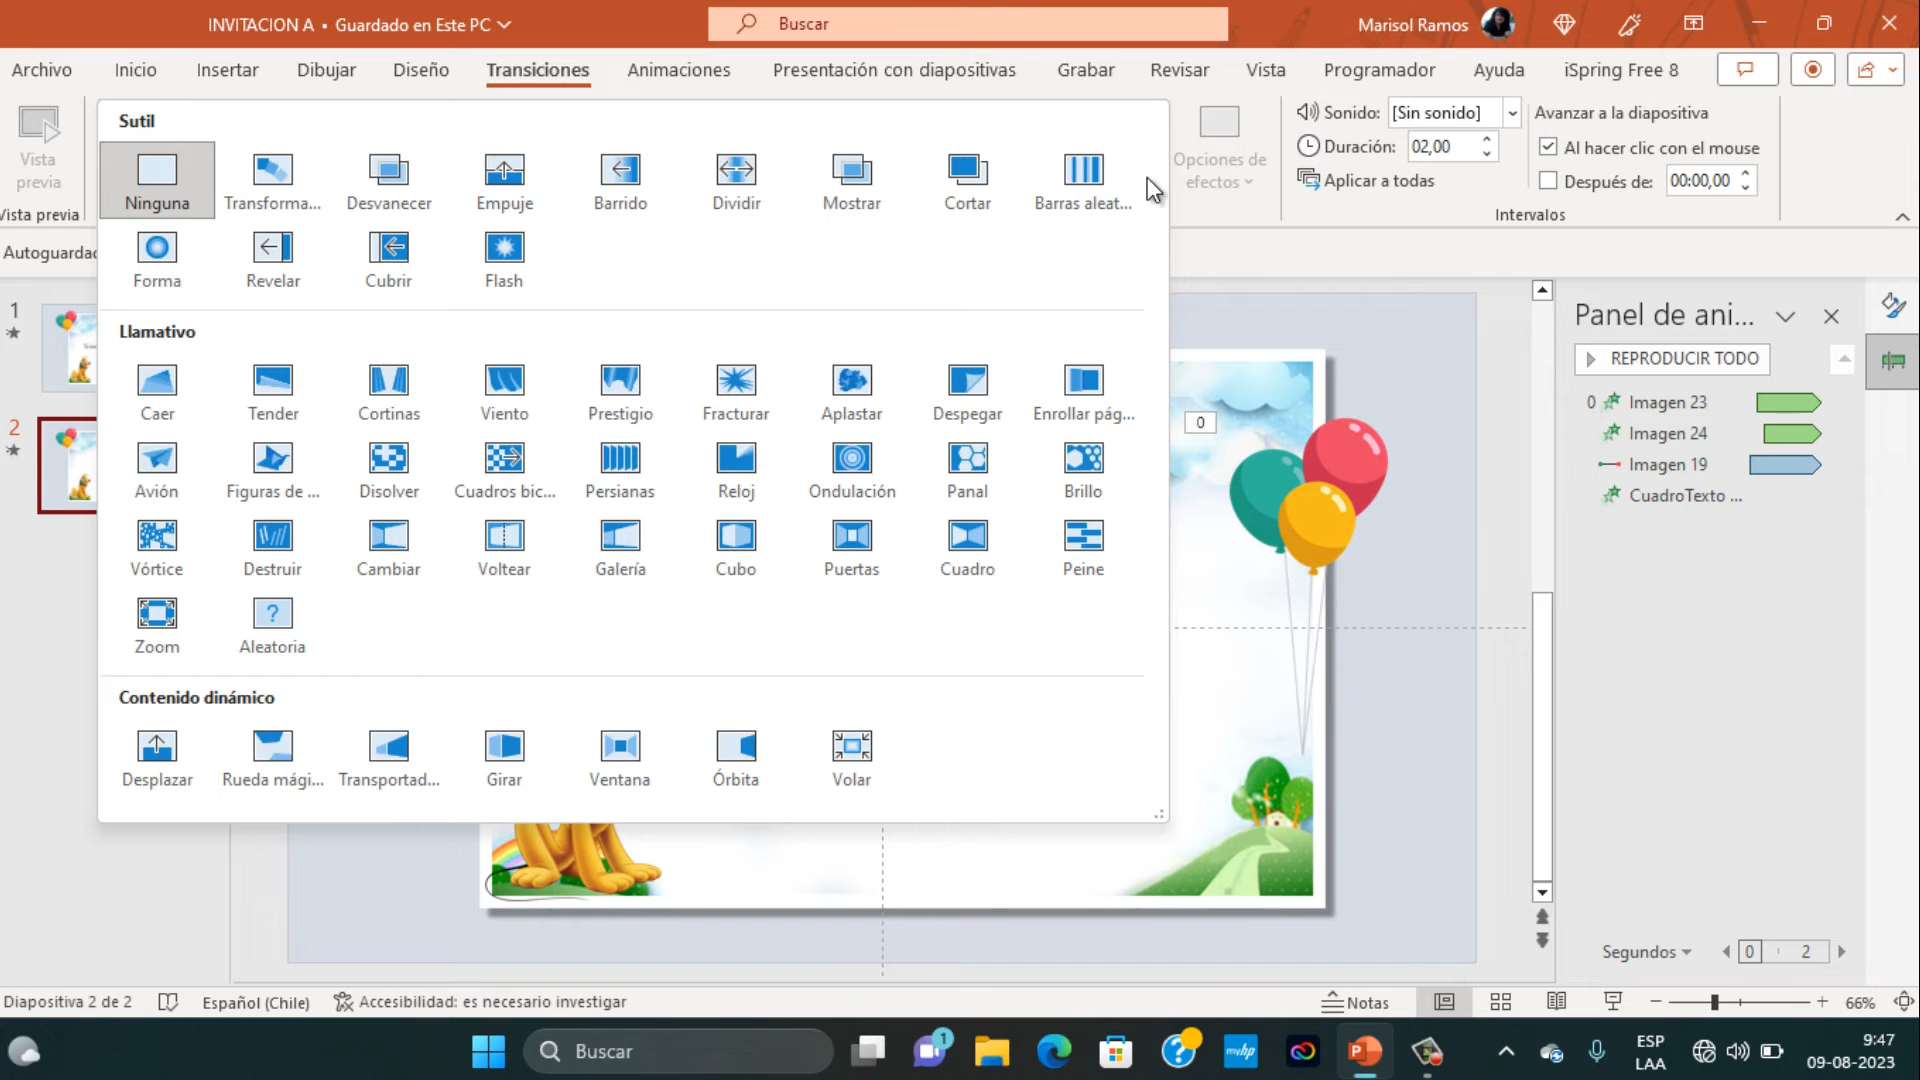 INVITACION A • Guardado en Este PC
Buscar
Marisol Ramos
Archivo Inicio Insertar Dibujar Diseño Transiciones Animaciones Presentación con diapositivas Grabar Revisar Vista Programador Ayuda iSpring Free 8
Vista previa
Vista previa
Sutil
Ninguna Transforma... Desvanecer Empuje Barrido Dividir Mostrar Cortar Barras aleat...
Forma Revelar Cubrir Flash
Llamativo
Caer Tender Cortinas Viento Prestigio Fracturar Aplastar Despegar Enrollar pág...
Avión Figuras de ... Disolver Cuadros bic... Persianas Reloj Ondulación Panal Brillo
Vórtice Destruir Cambiar Voltear Galería Cubo Puertas Cuadro Peine
Zoom Aleatoria
Contenido dinámico
Desplazar Rueda mági... Transportad... Girar Ventana Órbita Volar
Opciones de efectos
Sonido: [Sin sonido]
Duración: 02,00
Aplicar a todas
Avanzar a la diapositiva
Al hacer clic con el mouse
Después de: 00:00,00
Intervalos
Autoguardad
1
2
0
Panel de ani...
REPRODUCIR TODO
0 Imagen 23
Imagen 24
Imagen 19
CuadroTexto ...
Segundos 0 2
Diapositiva 2 de 2 Español (Chile) Accesibilidad: es necesario investigar Notas 66%
Buscar
1
myhp
ESP
LAA
9:47
09-08-2023